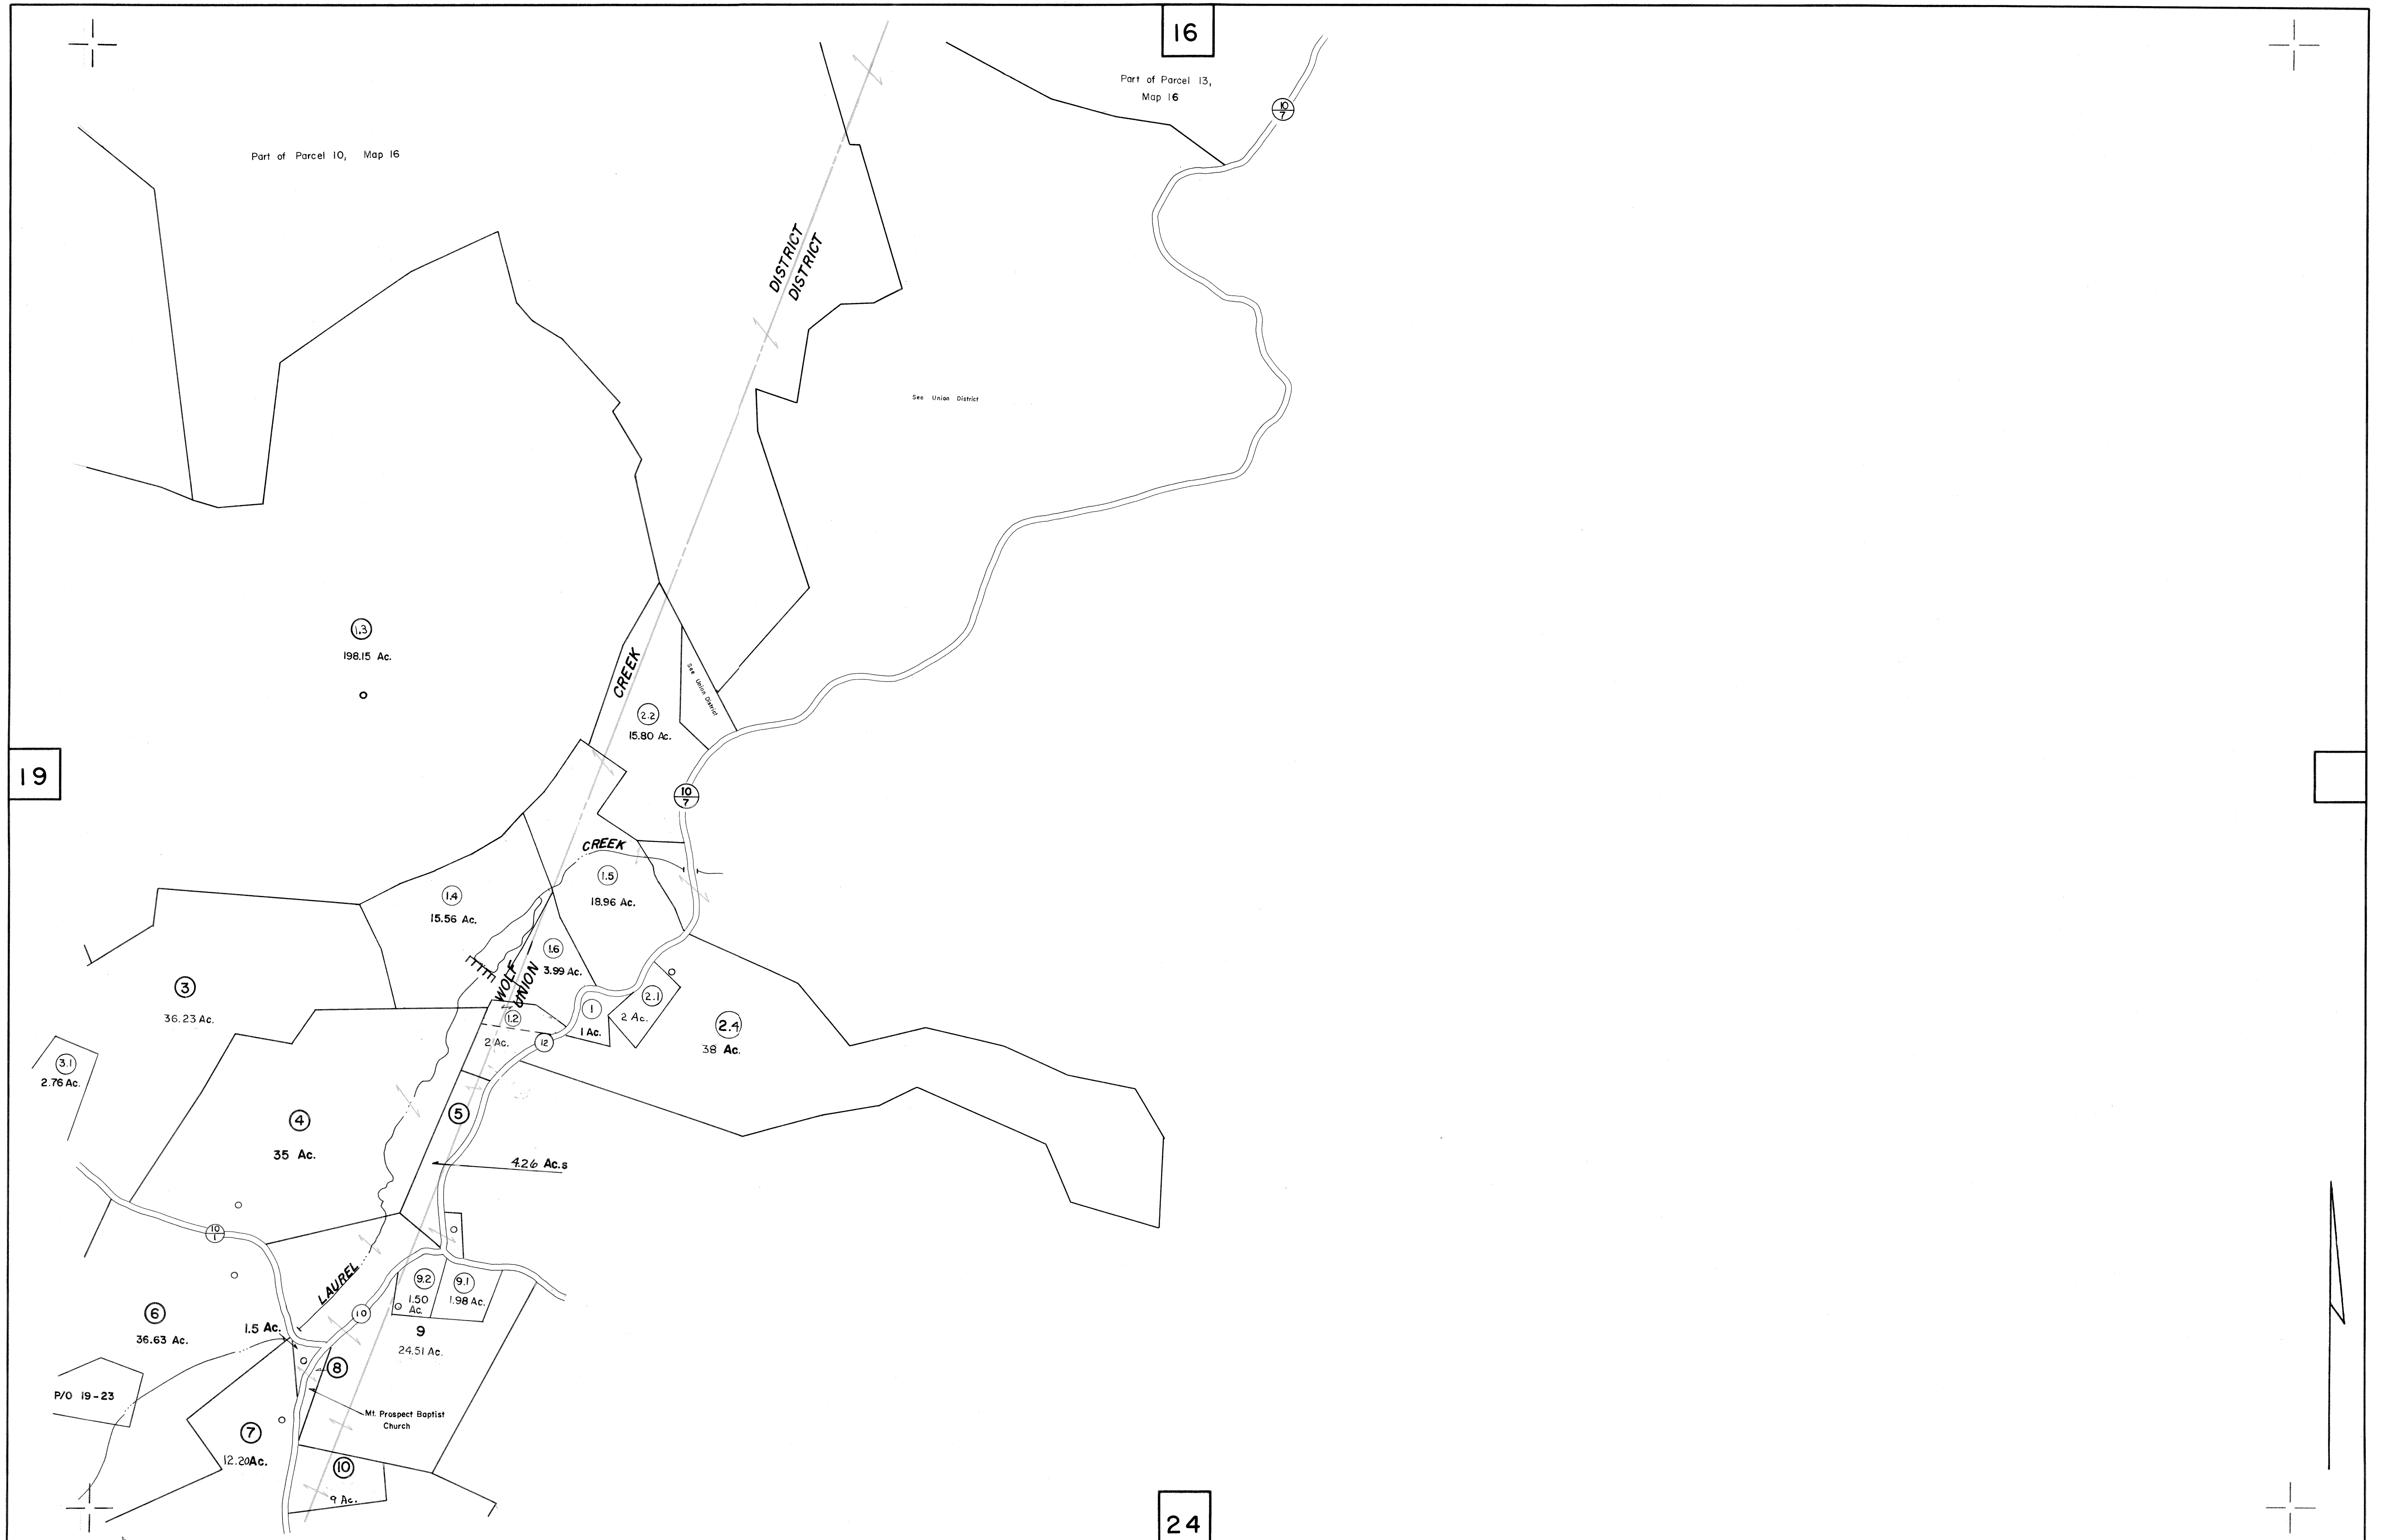 16
Part of Parcel 13,
Map 16
10
7
Part of Parcel 10, Map 16
DISTRICT
DISTRICT
See Union District
1.3
198.15 Ac.
CREEK
See Union District
2.2
15.80 Ac.
19
10
7
CREEK
1.5
18.96 Ac.
1.4
15.56 Ac.
1.6
3.99 Ac.
WOLF
UNION
3
36.23 Ac.
2.1
2 Ac.
1
1 Ac.
1.2
2 Ac.
12
2.4
38 Ac.
3.1
2.76 Ac.
5
4
35 Ac.
4.26 Ac.s
10
1
LAUREL
9.2
1.50
Ac.
9.1
1.98 Ac.
10
6
36.63 Ac.
1.5 Ac.
9
24.51 Ac.
8
P/O 19-23
Mt. Prospect Baptist
Church
7
12.20 Ac.
10
9 Ac.
24